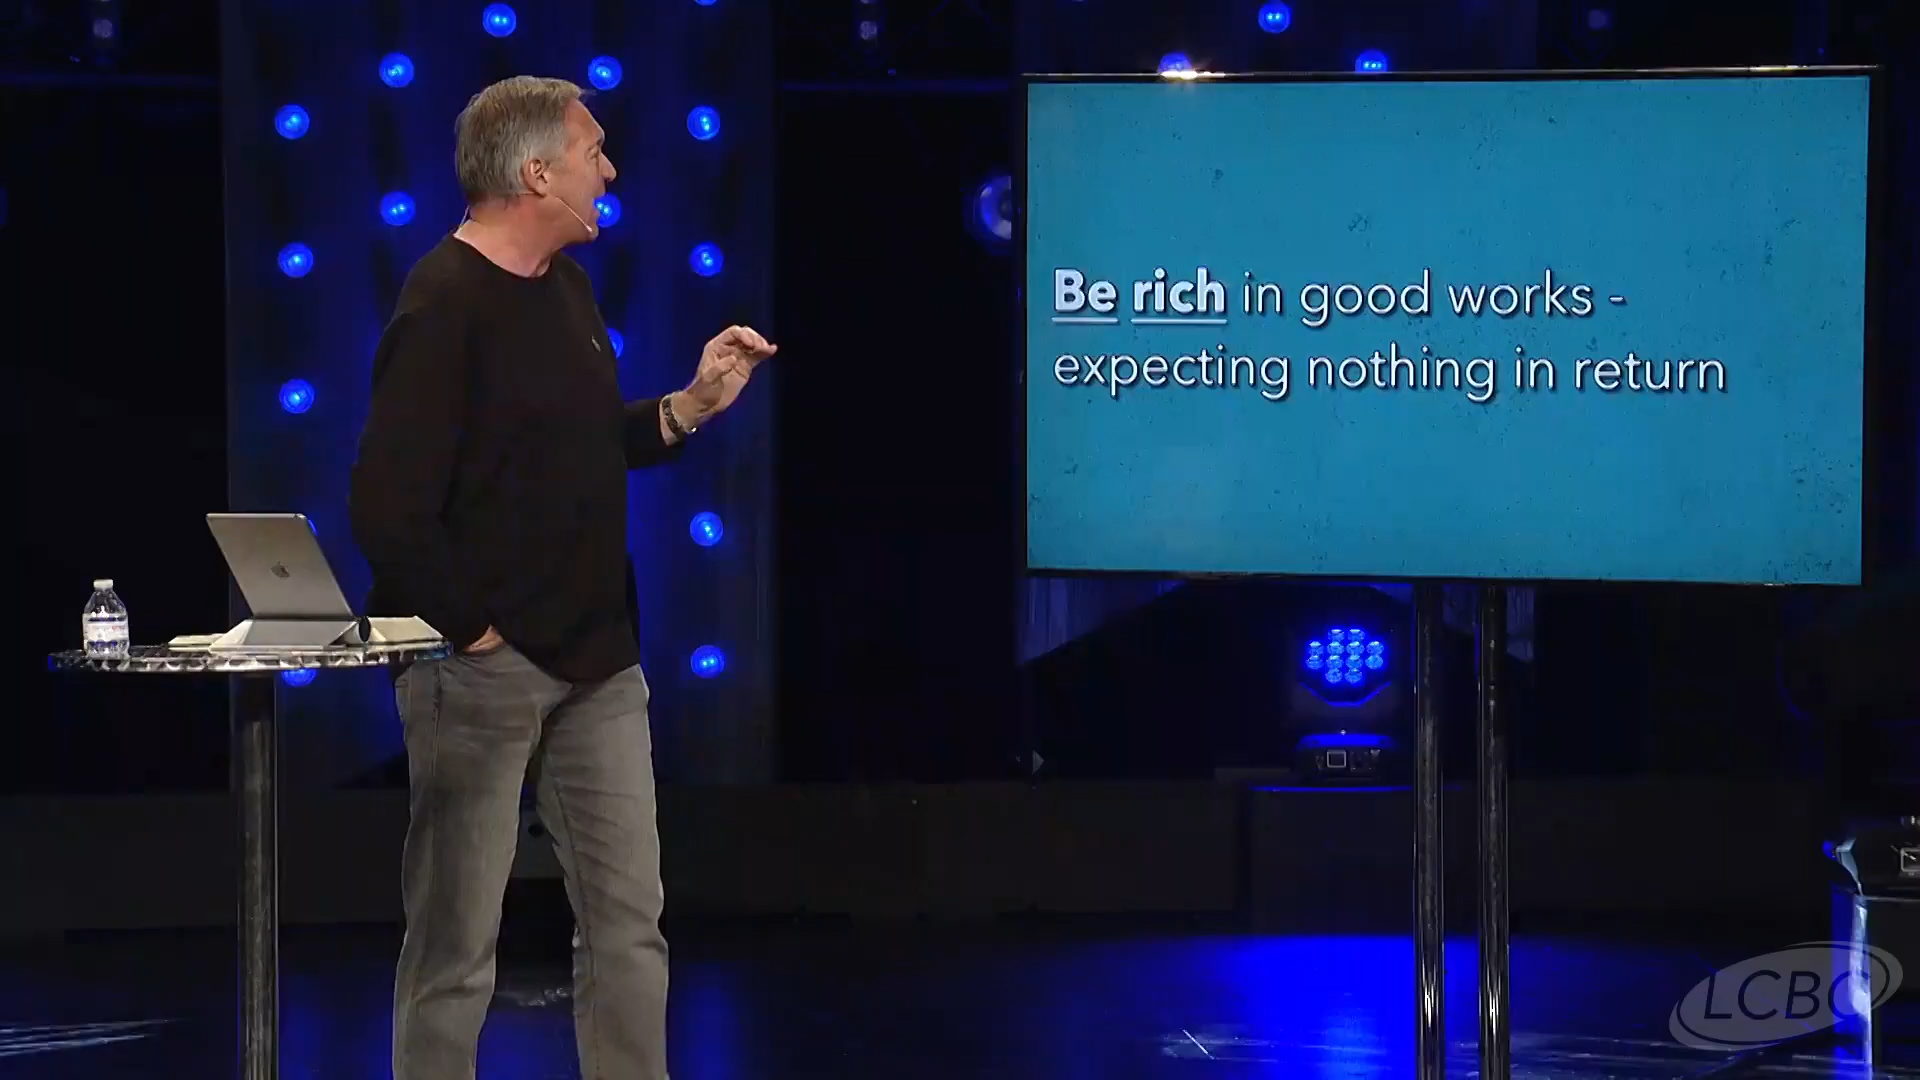 Be rich in good works -
expecting nothing in return
LCBC